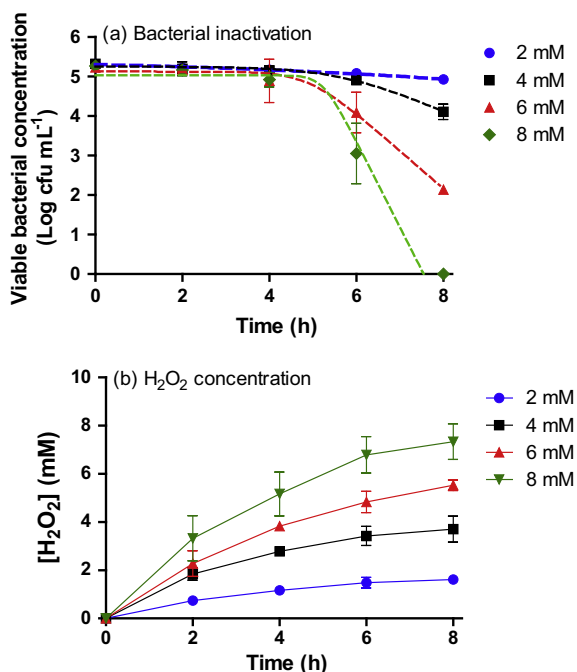 (a) Bacterial inactivation
Viable bacterial concentration
(Log cfu mL⁻¹)
6
5
4
3
2
1
0
0 2 4 6 8
Time (h)
2 mM
4 mM
6 mM
8 mM
(b) H₂O₂ concentration
[H₂O₂] (mM)
10
8
6
4
2
0
0 2 4 6 8
Time (h)
2 mM
4 mM
6 mM
8 mM